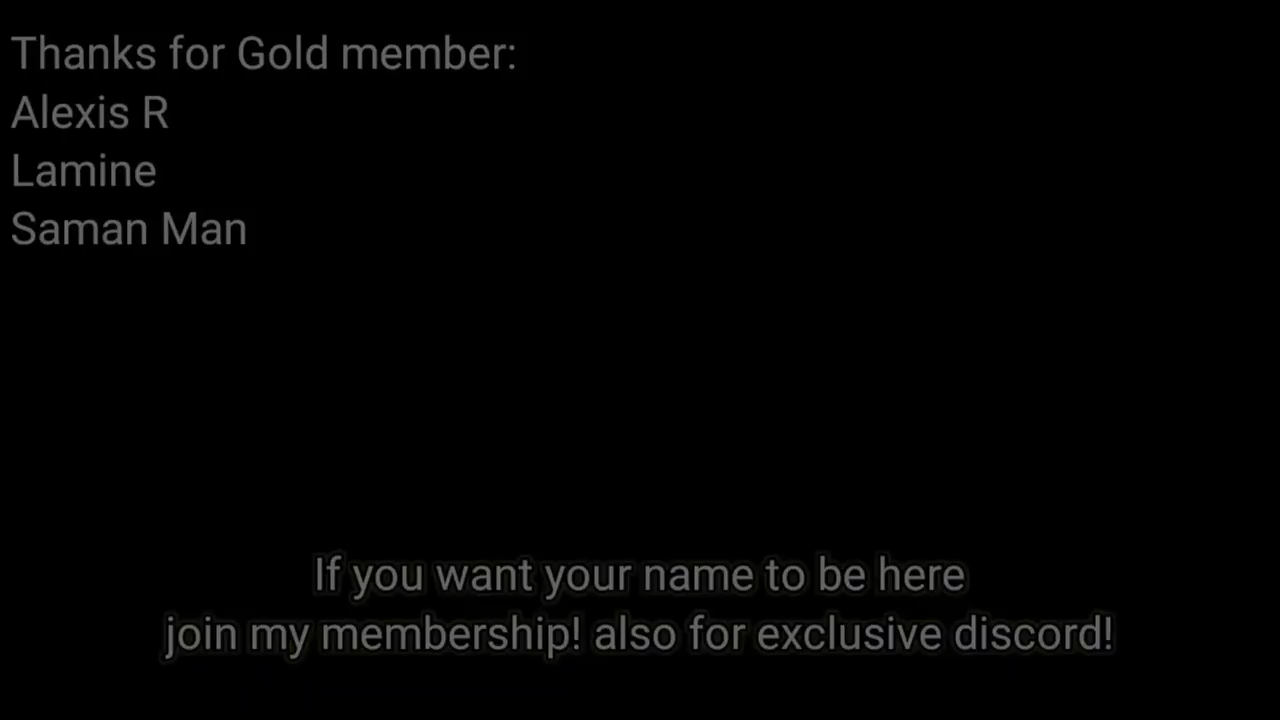 Thanks for Gold member:
Alexis R
Lamine
Saman Man
If you want your name to be here
join my membership! also for exclusive discord!